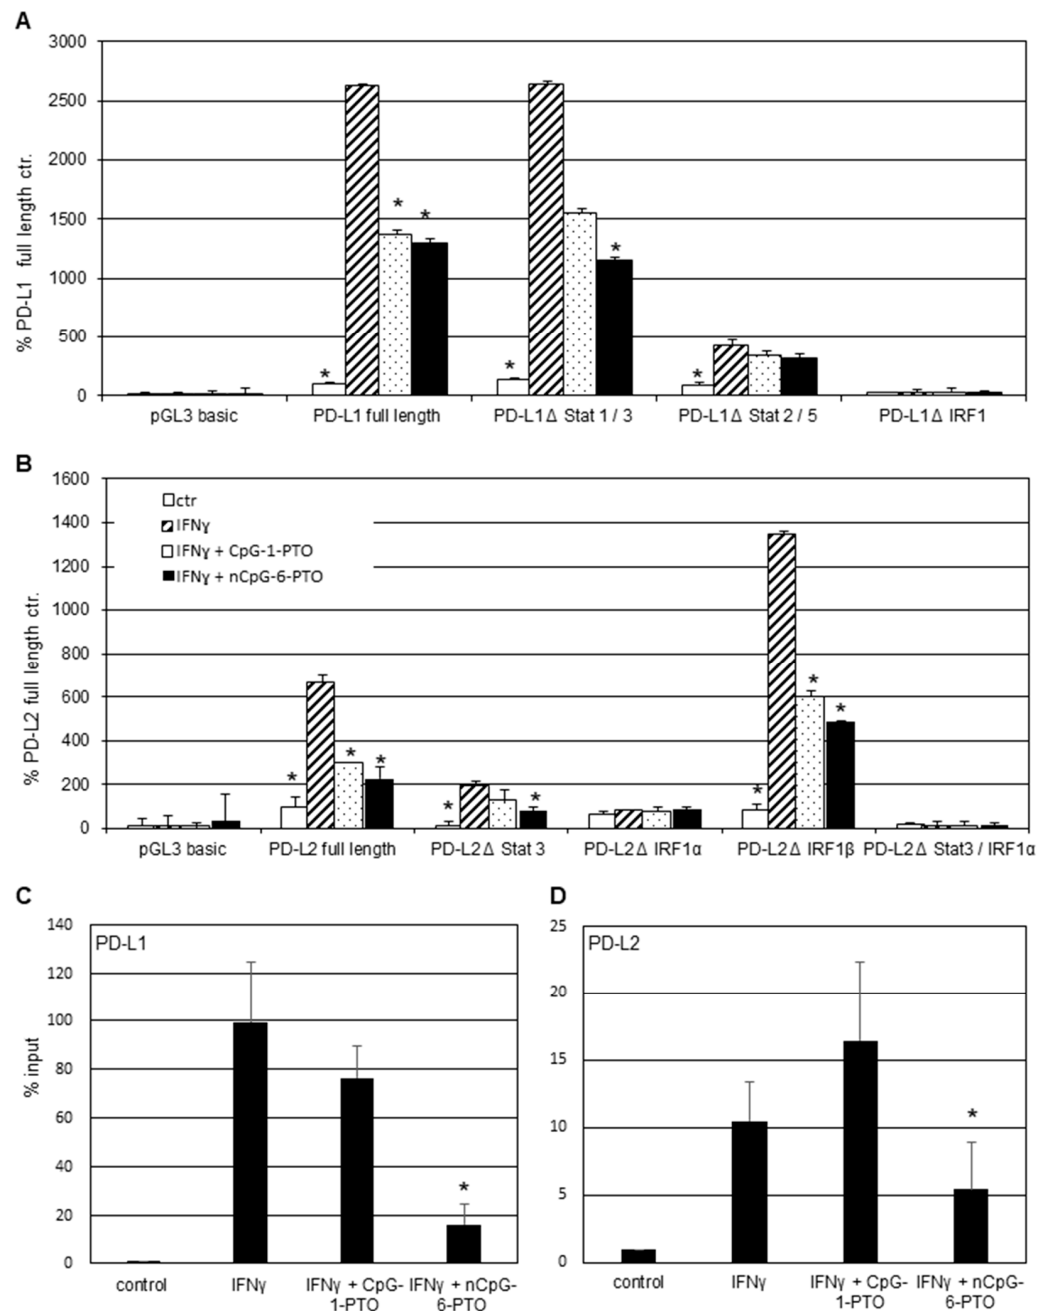 A
% PD-L1 full length ctr.
3000
2500
2000
1500
1000
500
0
* * * * * *
pGL3 basic PD-L1 full length PD-L1Δ Stat 1 / 3 PD-L1Δ Stat 2 / 5 PD-L1Δ IRF1
B
% PD-L2 full length ctr.
1600
1400
1200
1000
800
600
400
200
0
ctr
IFNɣ
IFNɣ + CpG-1-PTO
IFNɣ + nCpG-6-PTO
* * * * * * * *
pGL3 basic PD-L2 full length PD-L2Δ Stat 3 PD-L2Δ IRF1α PD-L2Δ IRF1β PD-L2Δ Stat3 / IRF1α
C
PD-L1
% input
140
120
100
80
60
40
20
0
*
control IFNγ IFNγ + CpG- IFNγ + nCpG-
1-PTO 6-PTO
D
PD-L2
25
20
15
10
5
0
*
control IFNγ IFNγ + CpG- IFNγ + nCpG-
1-PTO 6-PTO